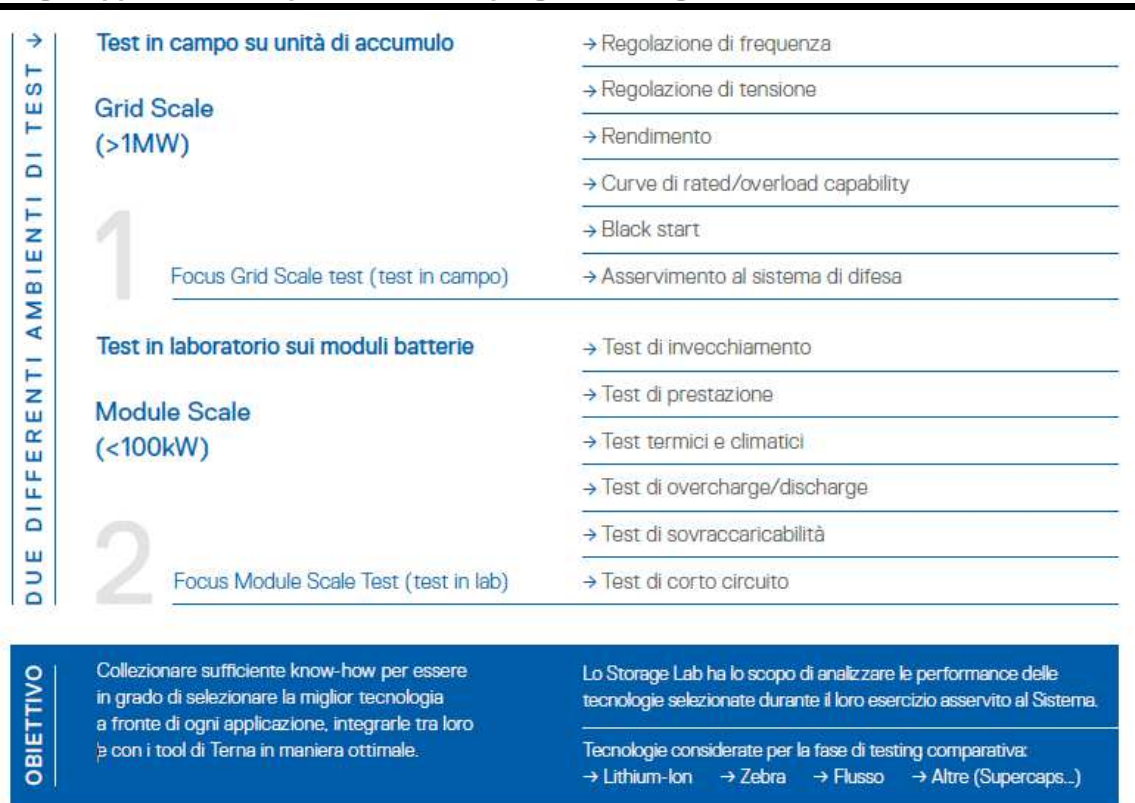 DUE DIFFERENTI AMBIENTI DI TEST →
Test in campo su unità di accumulo
Grid Scale
(>1MW)
1
Focus Grid Scale test (test in campo)
→ Regolazione di frequenza
→ Regolazione di tensione
→ Rendimento
→ Curve di rated/overload capability
→ Black start
→ Asservimento al sistema di difesa
Test in laboratorio sui moduli batterie
Module Scale
(<100kW)
2
Focus Module Scale Test (test in lab)
→ Test di invecchiamento
→ Test di prestazione
→ Test termici e climatici
→ Test di overcharge/discharge
→ Test di sovraccaricabilità
→ Test di corto circuito
OBIETTIVO
Collezionare sufficiente know-how per essere
in grado di selezionare la miglior tecnologia
a fronte di ogni applicazione, integrarle tra loro
e con i tool di Terna in maniera ottimale.
Lo Storage Lab ha lo scopo di analizzare le performance delle
tecnologie selezionate durante il loro esercizio asservito al Sistema.
Tecnologie considerate per la fase di testing comparativa:
→ Lithium-Ion → Zebra → Flusso → Altre (Supercaps...)